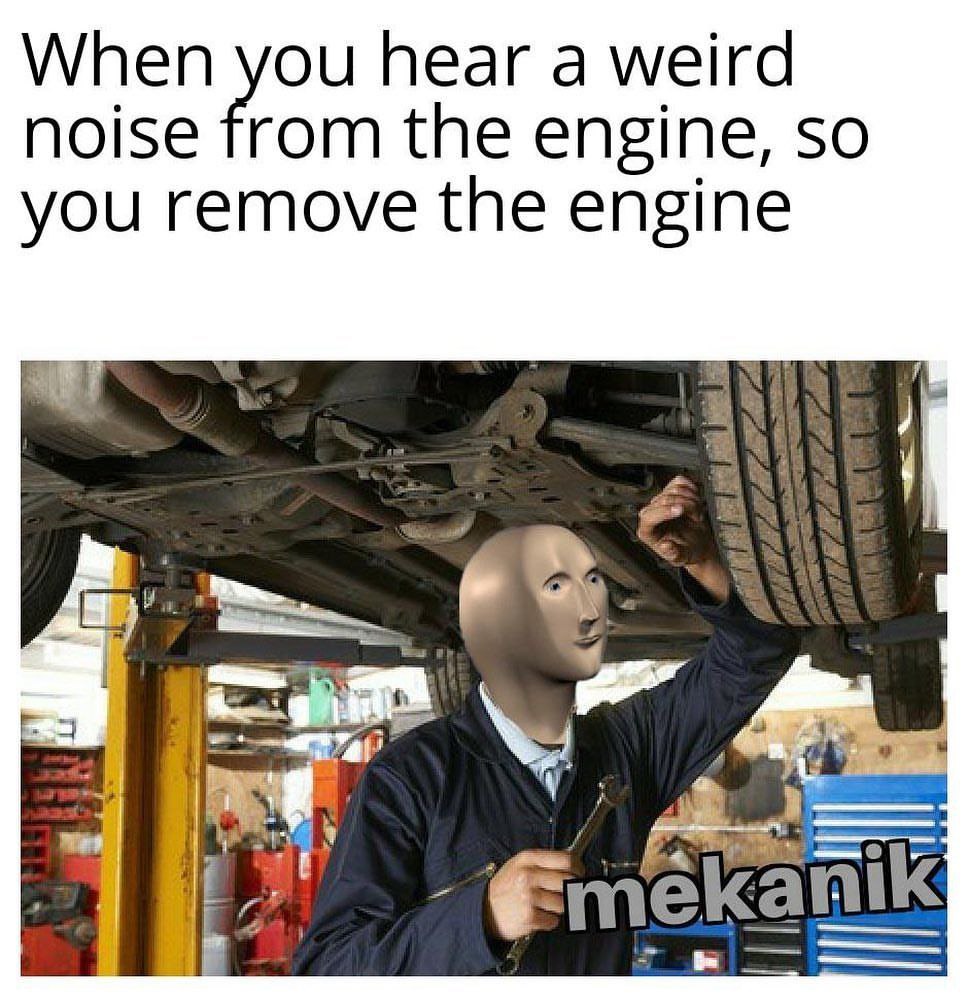 When you hear a weird
noise from the engine, so
you remove the engine
mekanik